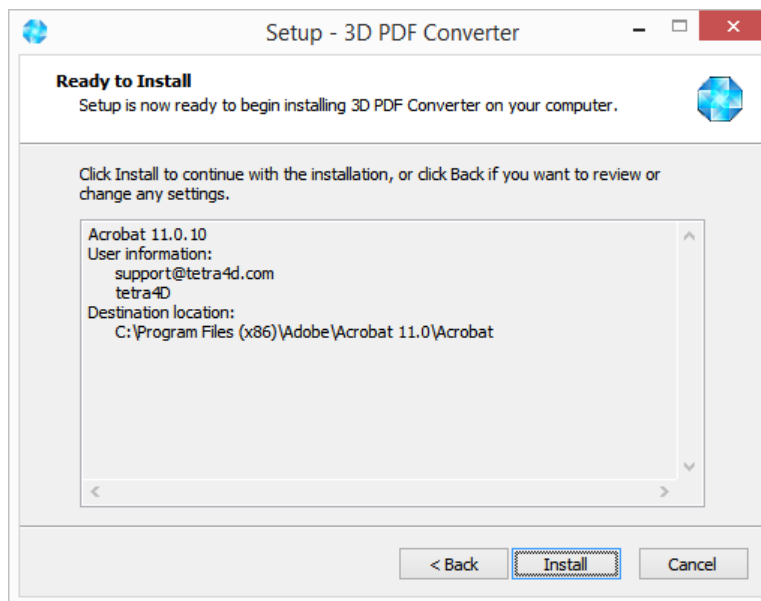 Setup - 3D PDF Converter
Ready to Install
Setup is now ready to begin installing 3D PDF Converter on your computer.
Click Install to continue with the installation, or click Back if you want to review or
change any settings.
Acrobat 11.0.10
User information:
support@tetra4d.com
tetra4D
Destination location:
C:\Program Files (x86)\Adobe\Acrobat 11.0\Acrobat
< Back Install Cancel